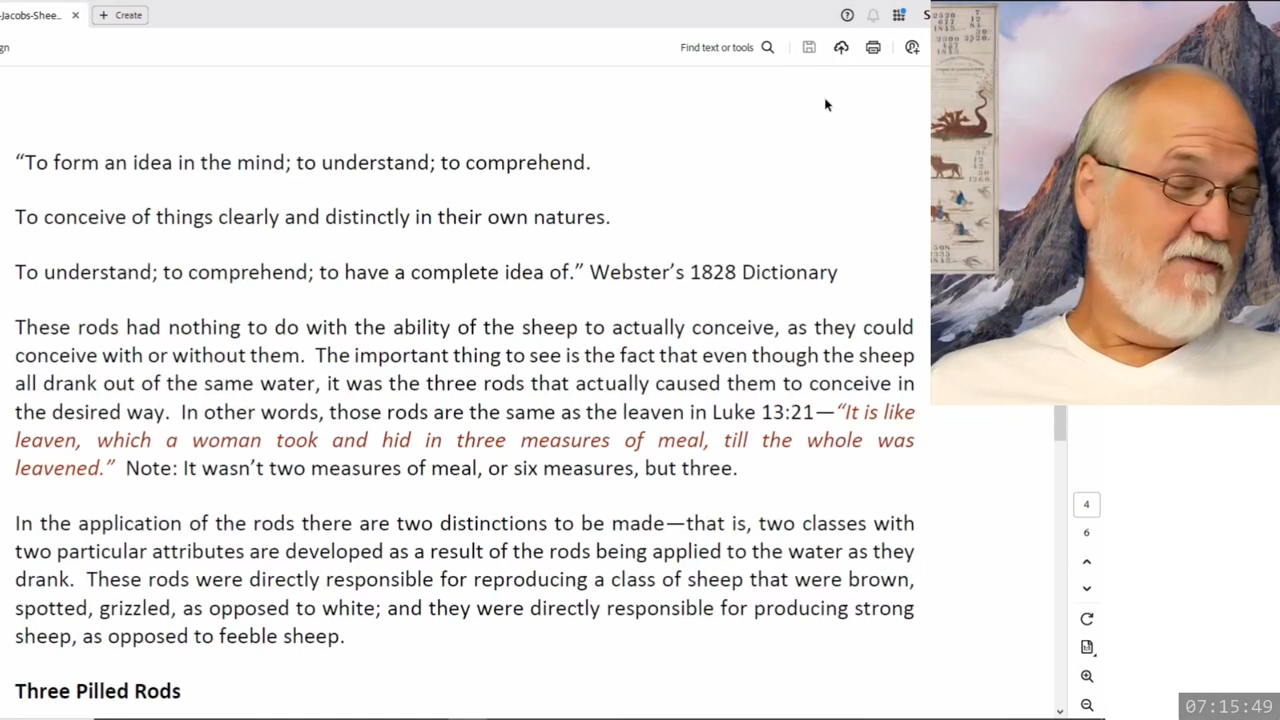 -Jacobs-Shee...
Create
gn
Find text or tools
“To form an idea in the mind; to understand; to comprehend.
To conceive of things clearly and distinctly in their own natures.
To understand; to comprehend; to have a complete idea of.” Webster’s 1828 Dictionary
These rods had nothing to do with the ability of the sheep to actually conceive, as they could
conceive with or without them. The important thing to see is the fact that even though the sheep
all drank out of the same water, it was the three rods that actually caused them to conceive in
the desired way. In other words, those rods are the same as the leaven in Luke 13:21—“It is like
leaven, which a woman took and hid in three measures of meal, till the whole was
leavened.” Note: It wasn’t two measures of meal, or six measures, but three.
In the application of the rods there are two distinctions to be made—that is, two classes with
two particular attributes are developed as a result of the rods being applied to the water as they
drank. These rods were directly responsible for reproducing a class of sheep that were brown,
spotted, grizzled, as opposed to white; and they were directly responsible for producing strong
sheep, as opposed to feeble sheep.
Three Pilled Rods
4
6
07:15:49